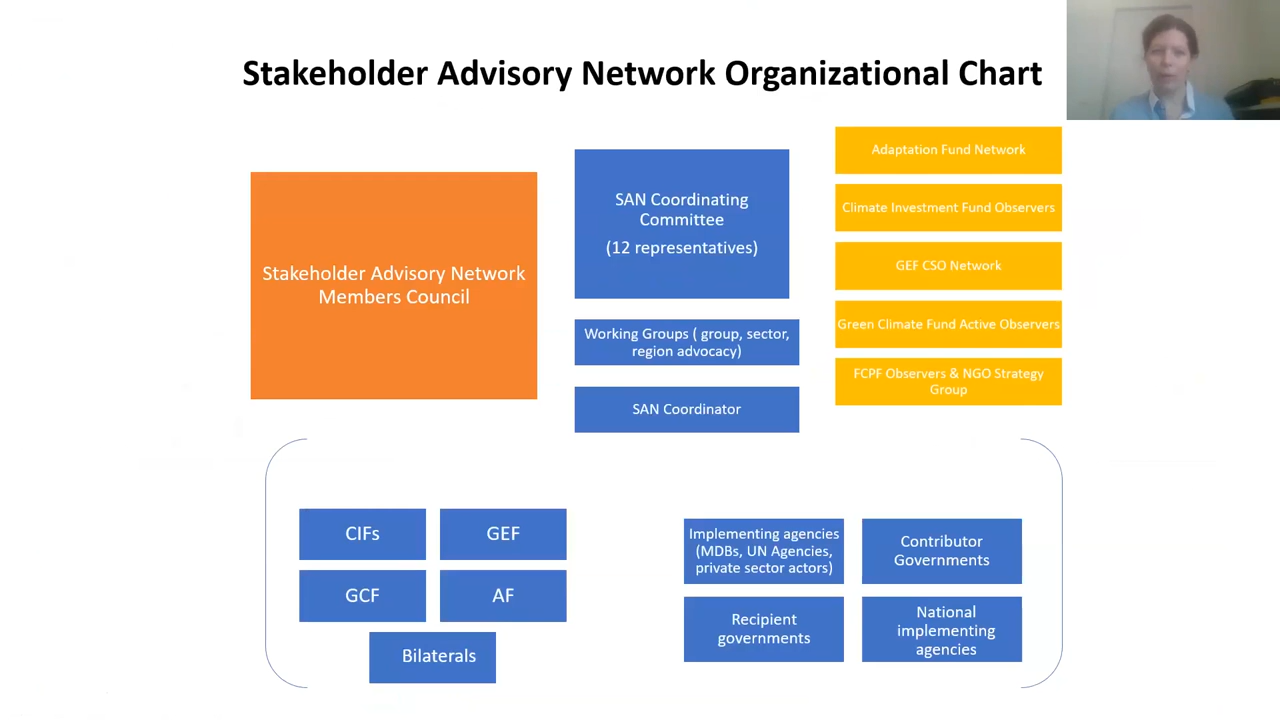 Stakeholder Advisory Network Organizational Chart
Stakeholder Advisory Network
Members Council
SAN Coordinating
Committee
(12 representatives)
Working Groups ( group, sector,
region advocacy)
SAN Coordinator
Adaptation Fund Network
Climate Investment Fund Observers
GEF CSO Network
Green Climate Fund Active Observers
FCPF Observers & NGO Strategy
Group
CIFs
GEF
GCF
AF
Bilaterals
Implementing agencies
(MDBs, UN Agencies,
private sector actors)
Contributor
Governments
Recipient
governments
National
implementing
agencies